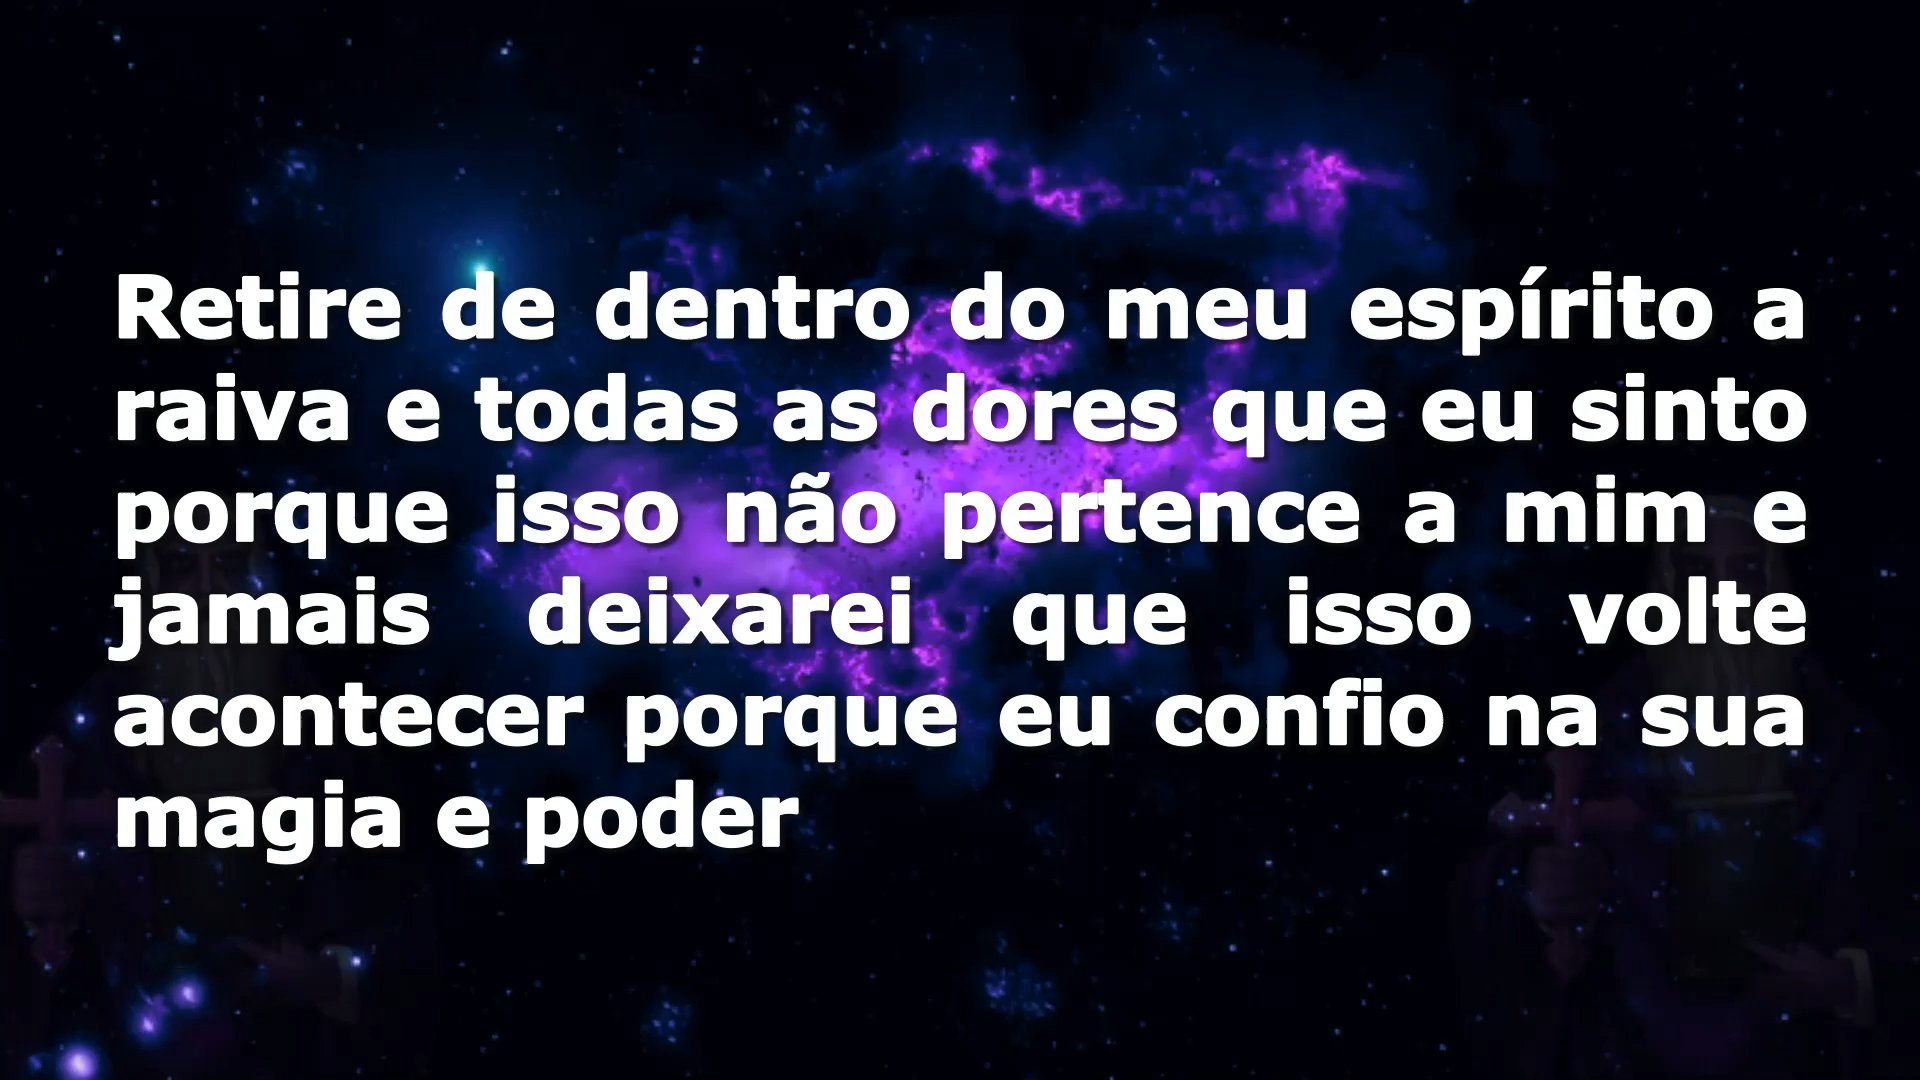 Retire de dentro do meu espírito a
raiva e todas as dores que eu sinto
porque isso não pertence a mim e
jamais deixarei que isso volte
acontecer porque eu confio na sua
magia e poder